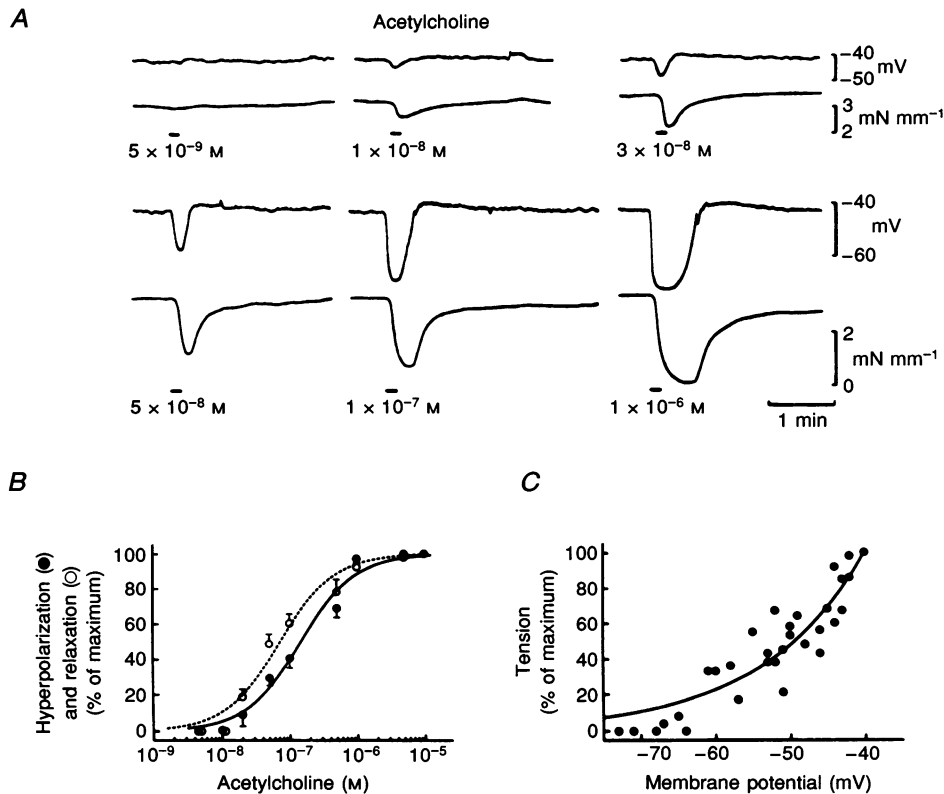 A
Acetylcholine
−40
−50
mV
3
2
mN mm⁻¹
5 × 10⁻⁹ M
1 × 10⁻⁸ M
3 × 10⁻⁸ M
−40
−60
mV
2
0
mN mm⁻¹
5 × 10⁻⁸ M
1 × 10⁻⁷ M
1 × 10⁻⁶ M
1 min
B
Hyperpolarization (●)
and relaxation (○)
(% of maximum)
100
80
60
40
20
0
10⁻⁹
10⁻⁸
10⁻⁷
10⁻⁶
10⁻⁵
Acetylcholine (M)
C
Tension
(% of maximum)
100
80
60
40
20
0
−70
−60
−50
−40
Membrane potential (mV)